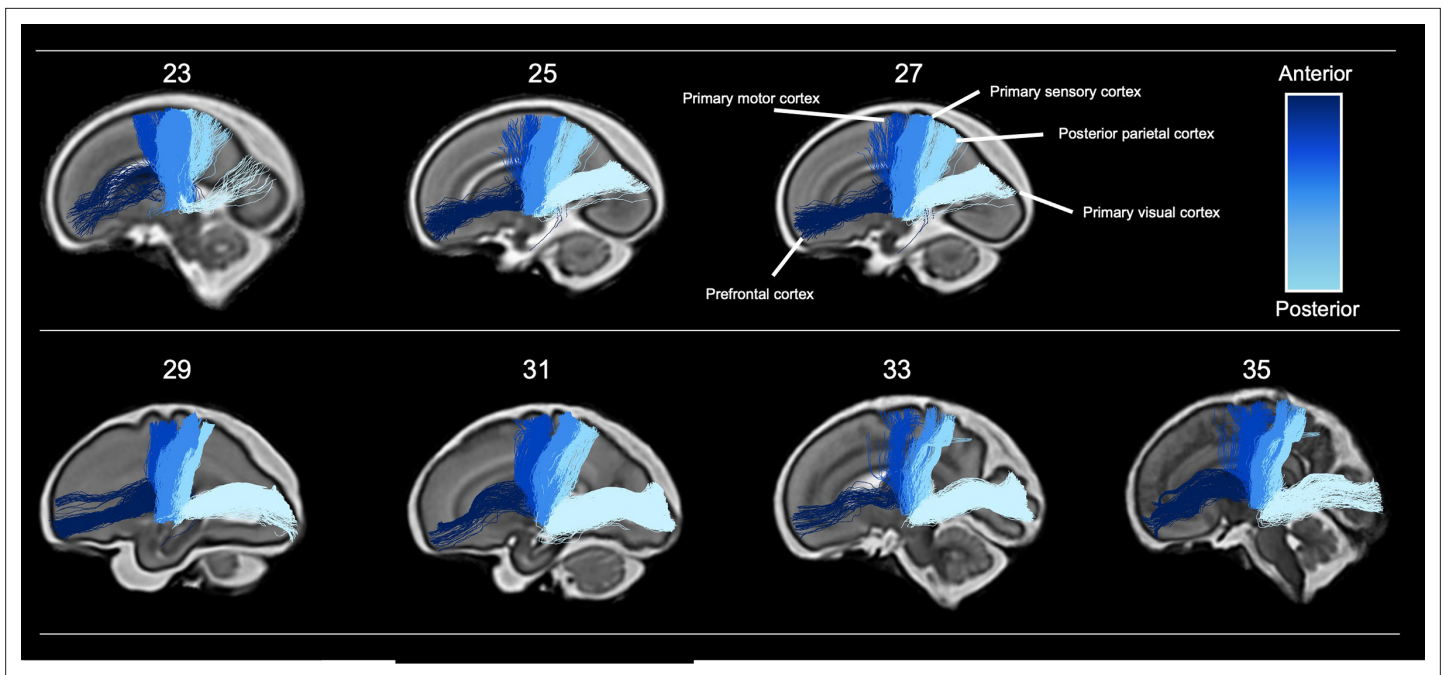 23
25
27
Primary motor cortex
Primary sensory cortex
Posterior parietal cortex
Primary visual cortex
Prefrontal cortex
Anterior
Posterior
29
31
33
35